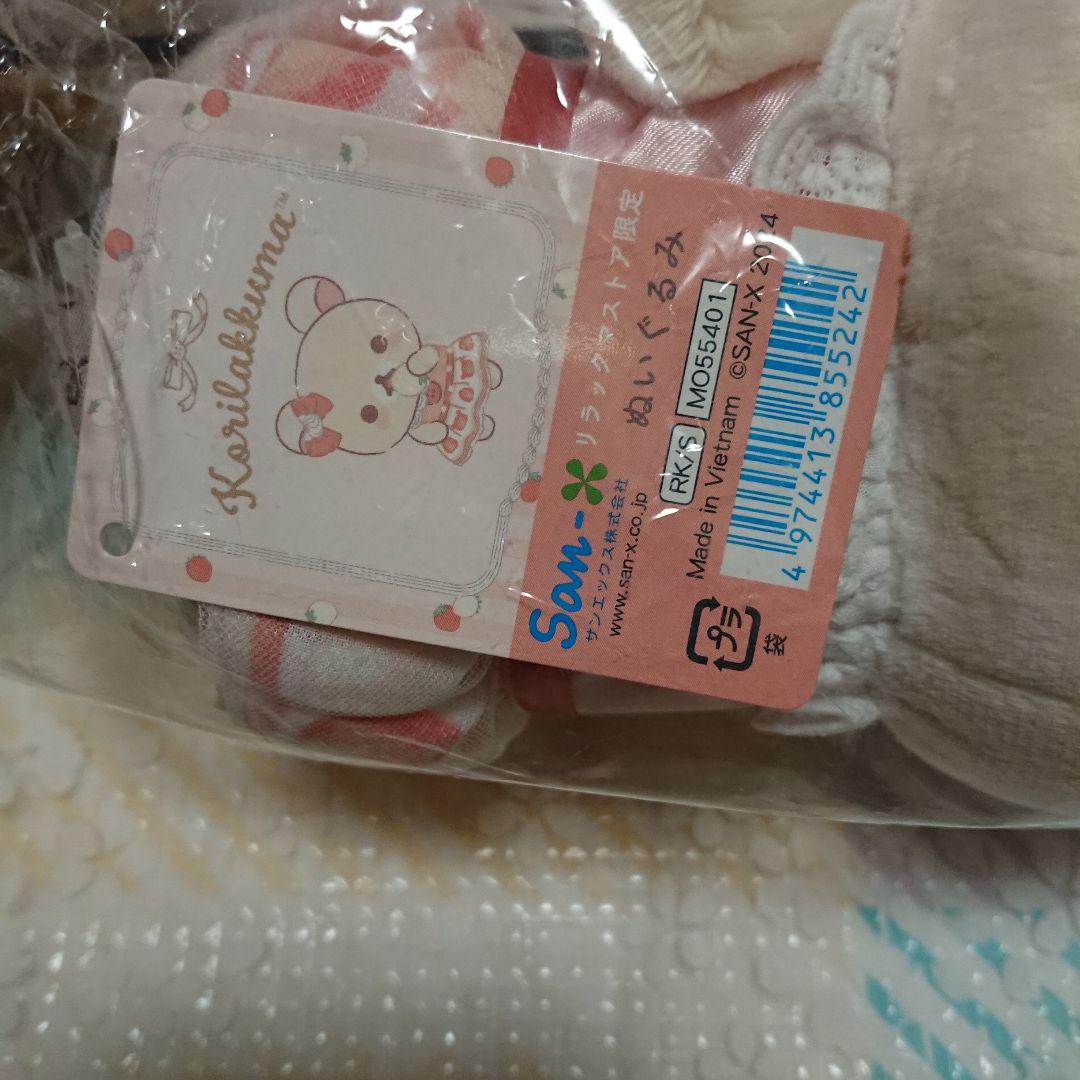 Korilakkuma™
リラックマストア限定
ぬいぐるみ
RK/S MO55401
Made in Vietnam ©SAN-X 2024
4 974413 855242
San-X
サンエックス株式会社
www.san-x.co.jp
プラ
袋